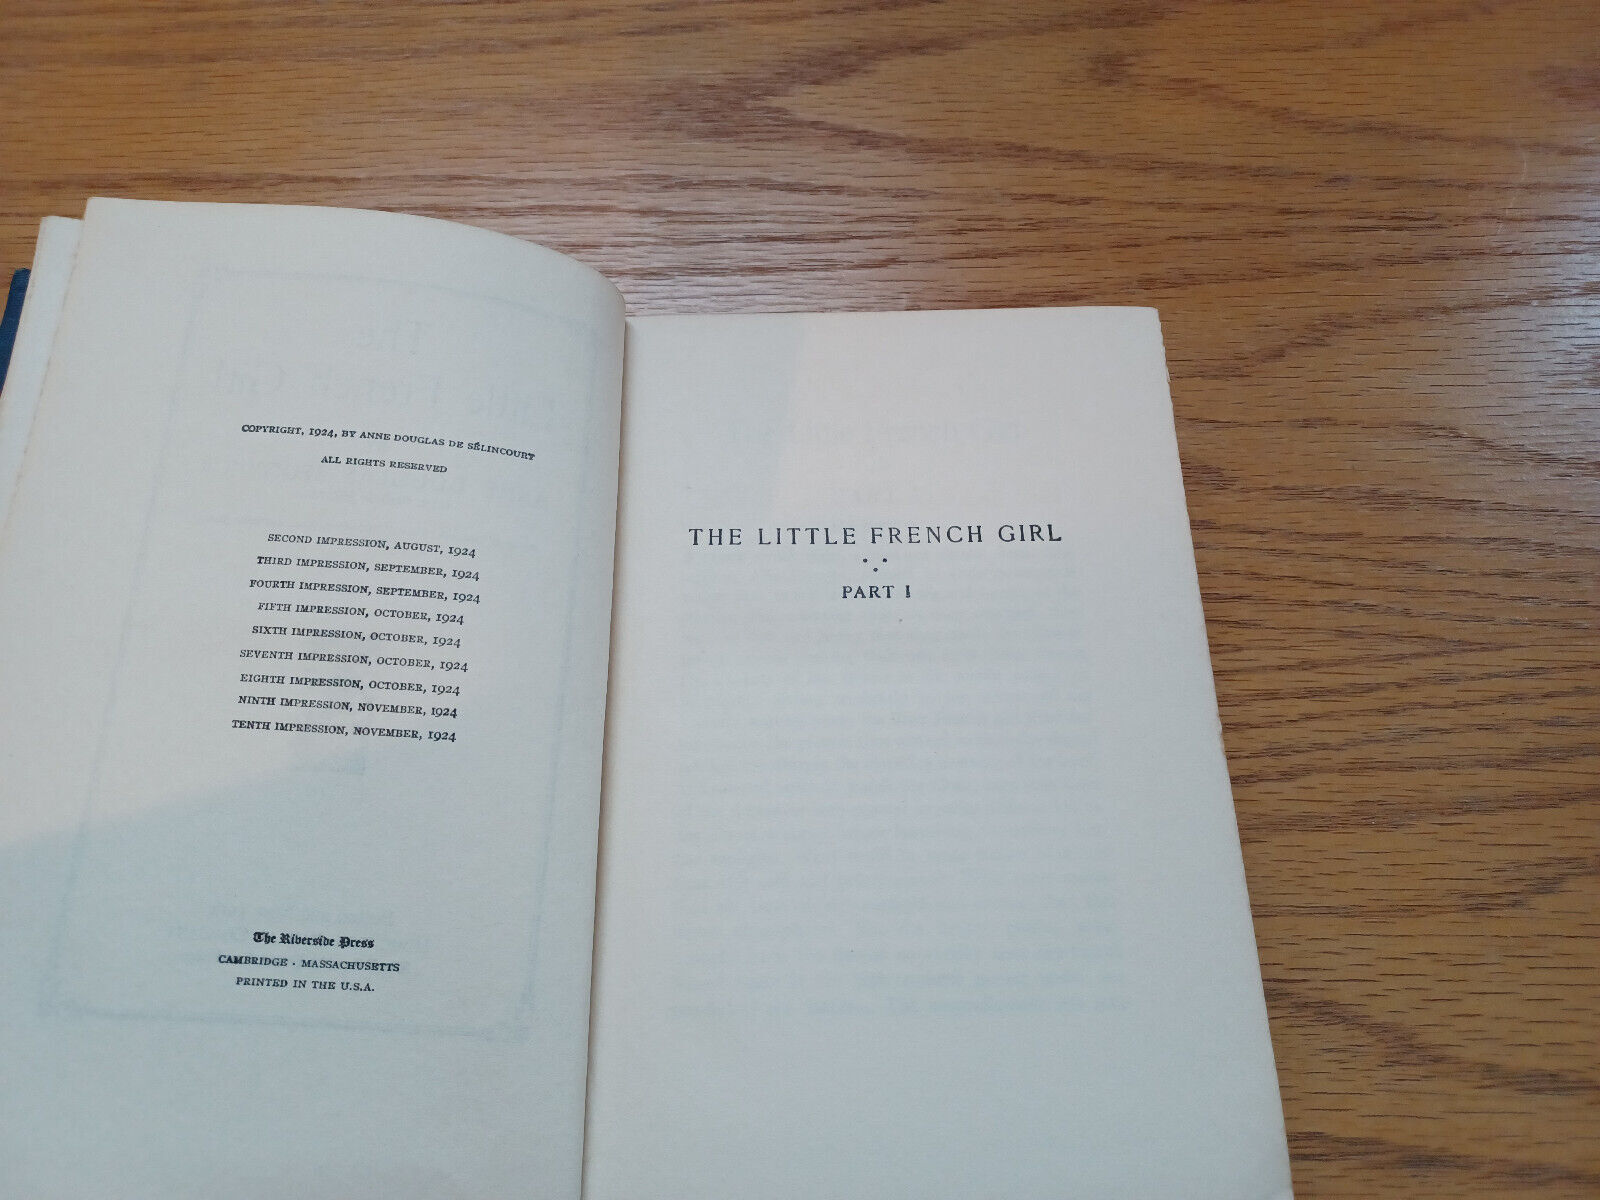 COPYRIGHT, 1924, BY ANNE DOUGLAS DE SÉLINCOURT
ALL RIGHTS RESERVED
SECOND IMPRESSION, AUGUST, 1924
THIRD IMPRESSION, SEPTEMBER, 1924
FOURTH IMPRESSION, SEPTEMBER, 1924
FIFTH IMPRESSION, OCTOBER, 1924
SIXTH IMPRESSION, OCTOBER, 1924
SEVENTH IMPRESSION, OCTOBER, 1924
EIGHTH IMPRESSION, OCTOBER, 1924
NINTH IMPRESSION, NOVEMBER, 1924
TENTH IMPRESSION, NOVEMBER, 1924
The Riverside Press
CAMBRIDGE · MASSACHUSETTS
PRINTED IN THE U.S.A.
THE LITTLE FRENCH GIRL
PART I